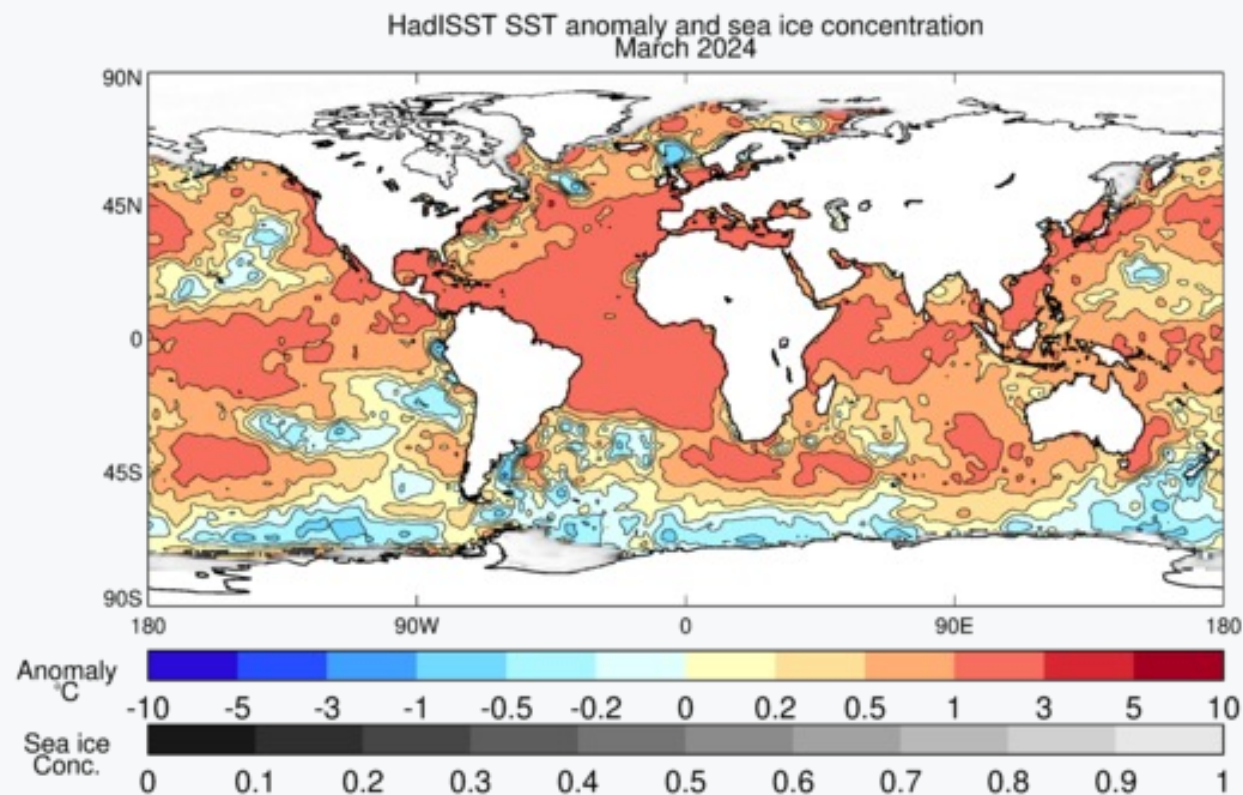 HadISST SST anomaly and sea ice concentration
March 2024
90N
45N
0
45S
90S
180 90W 0 90E 180
Anomaly
°C
-10 -5 -3 -1 -0.5 -0.2 0 0.2 0.5 1 3 5 10
Sea ice
Conc.
0 0.1 0.2 0.3 0.4 0.5 0.6 0.7 0.8 0.9 1